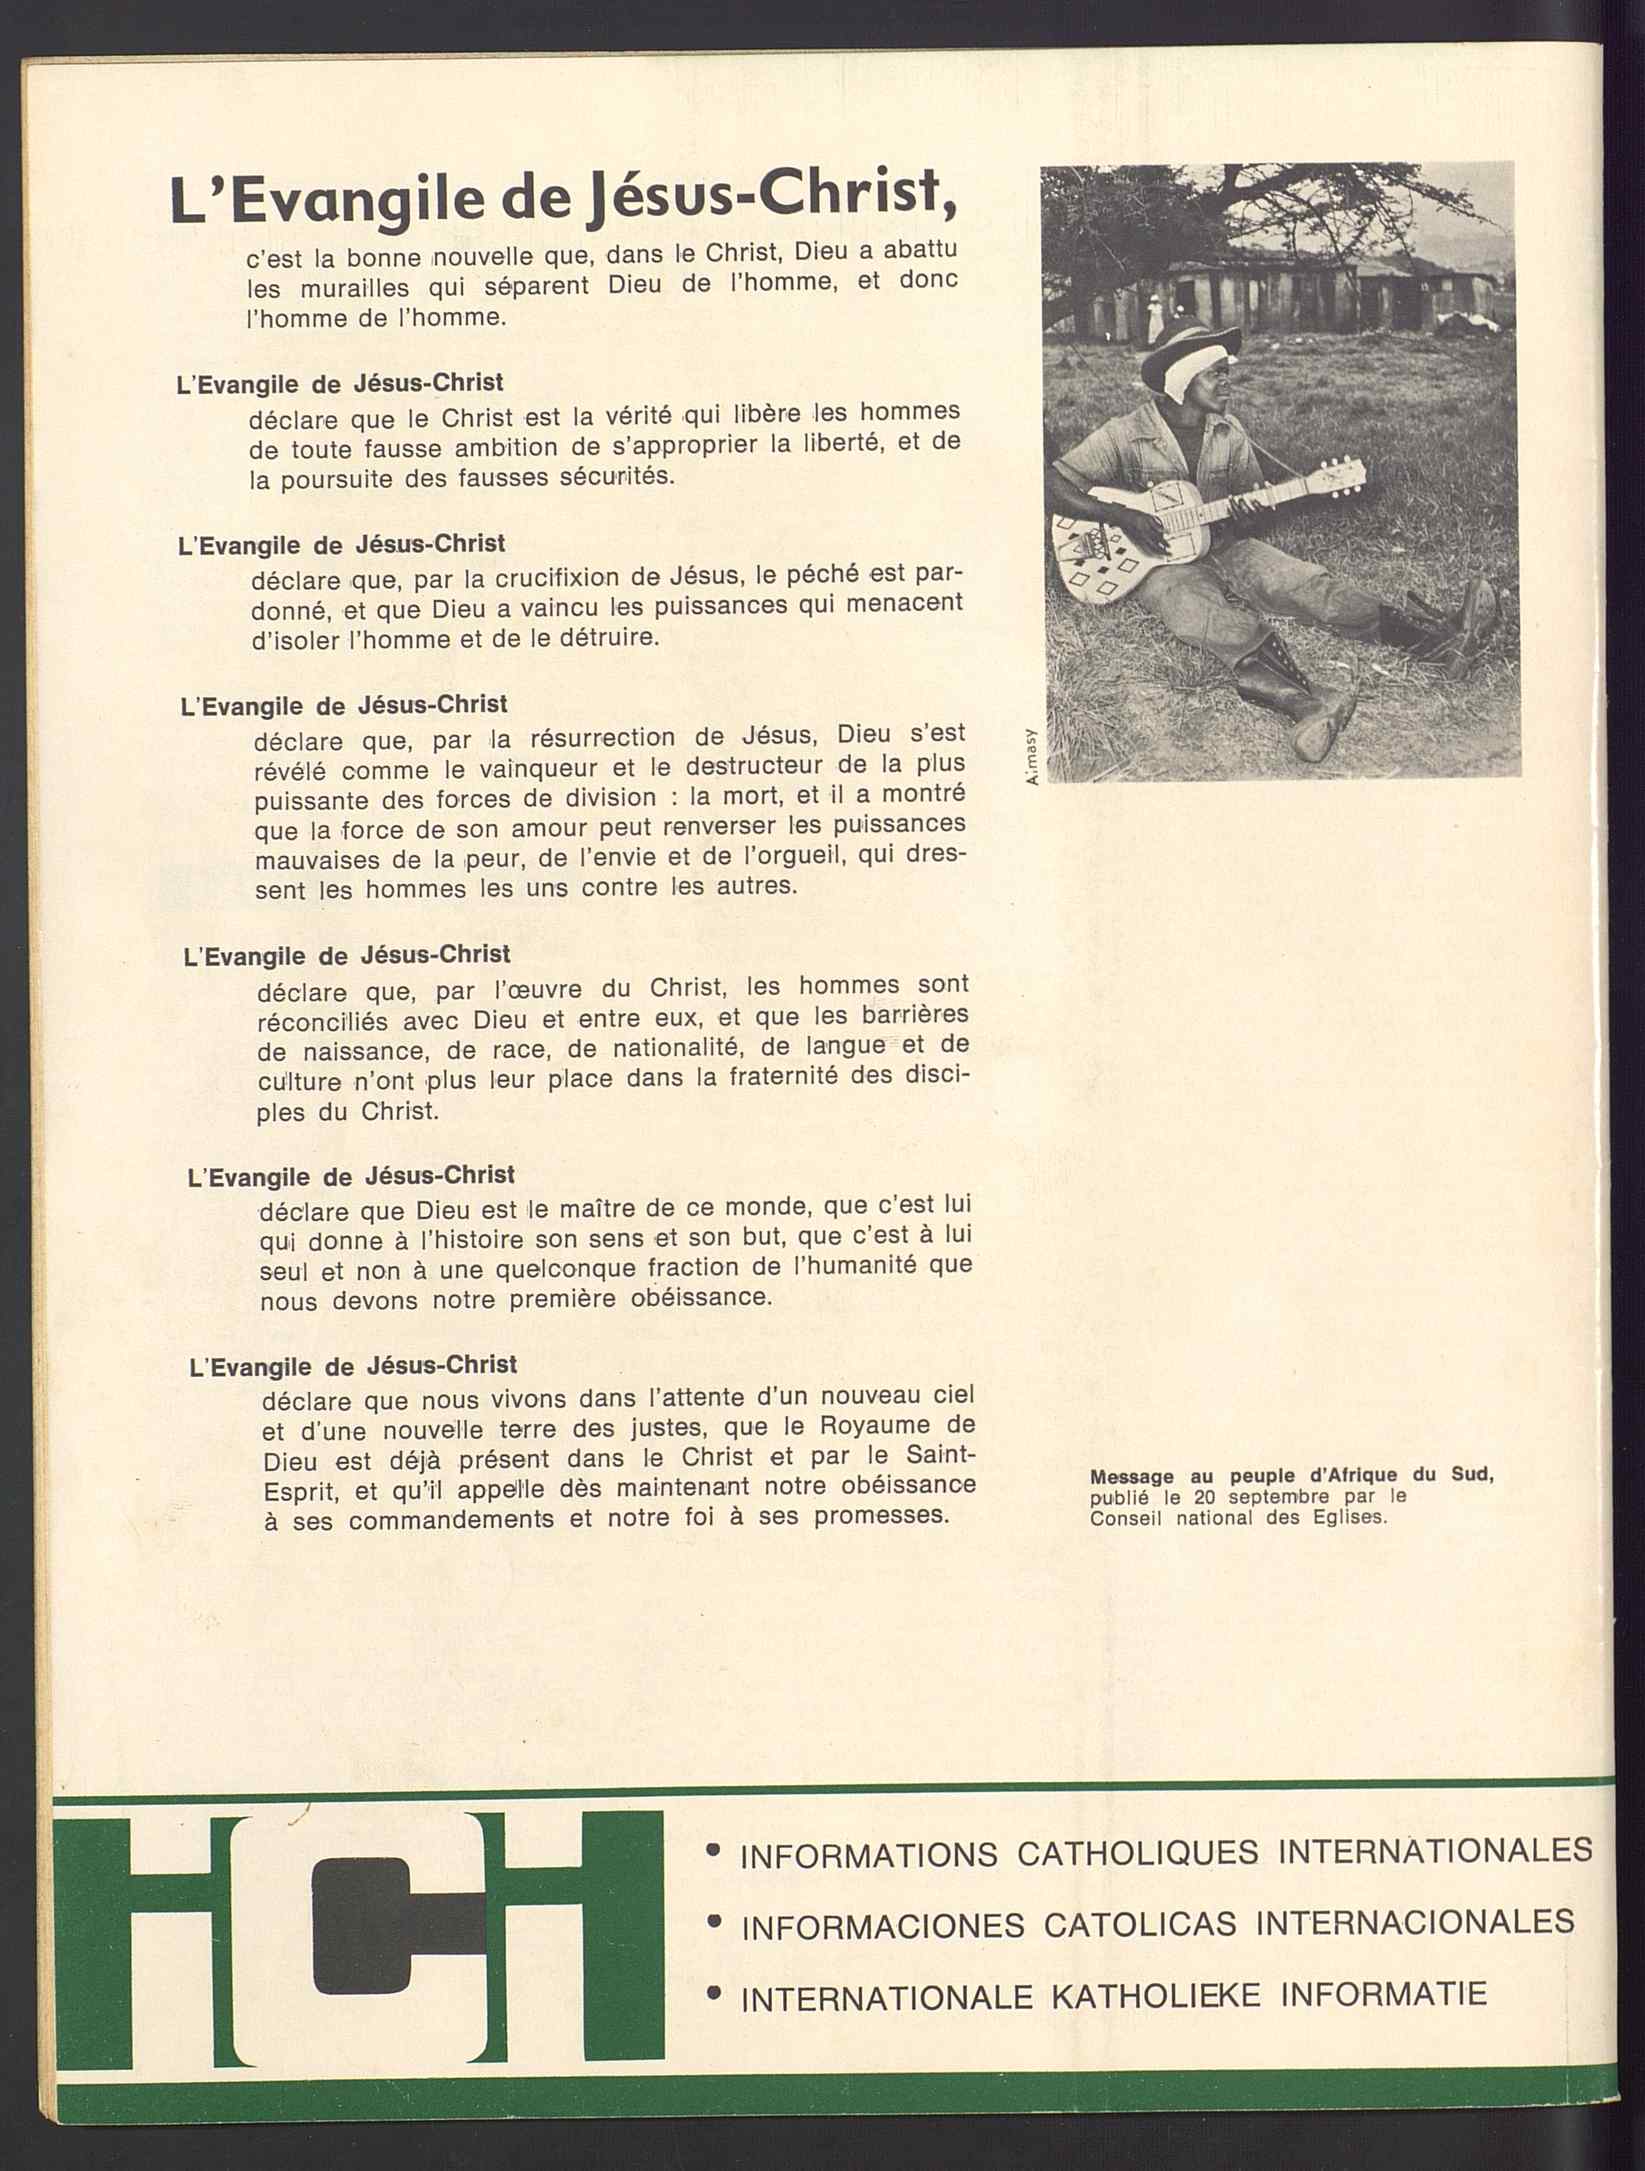 L'Evangile de Jésus-Christ,
c'est la bonne nouvelle que, dans le Christ, Dieu a abattu
les murailles qui séparent Dieu de l'homme, et donc
l'homme de l'homme.
L'Evangile de Jésus-Christ
déclare que le Christ est la vérité qui libère les hommes
de toute fausse ambition de s'approprier la liberté, et de
la poursuite des fausses sécurités.
L'Evangile de Jésus-Christ
déclare que, par la crucifixion de Jésus, le péché est par-
donné, et que Dieu a vaincu les puissances qui menacent
d'isoler l'homme et de le détruire.
L'Evangile de Jésus-Christ
déclare que, par la résurrection de Jésus, Dieu s'est
révélé comme le vainqueur et le destructeur de la plus
puissante des forces de division : la mort, et il a montré
que la force de son amour peut renverser les puissances
mauvaises de la peur, de l'envie et de l'orgueil, qui dres-
sent les hommes les uns contre les autres.
L'Evangile de Jésus-Christ
déclare que, par l'œuvre du Christ, les hommes sont
réconciliés avec Dieu et entre eux, et que les barrières
de naissance, de race, de nationalité, de langue et de
culture n'ont plus leur place dans la fraternité des disci-
ples du Christ.
L'Evangile de Jésus-Christ
déclare que Dieu est le maître de ce monde, que c'est lui
qui donne à l'histoire son sens et son but, que c'est à lui
seul et non à une quelconque fraction de l'humanité que
nous devons notre première obéissance.
L'Evangile de Jésus-Christ
déclare que nous vivons dans l'attente d'un nouveau ciel
et d'une nouvelle terre des justes, que le Royaume de
Dieu est déjà présent dans le Christ et par le Saint-
Esprit, et qu'il appelle dès maintenant notre obéissance
à ses commandements et notre foi à ses promesses.
Aimasy
Message au peuple d'Afrique du Sud,
publié le 20 septembre par le
Conseil national des Eglises.
ICI
• INFORMATIONS CATHOLIQUES INTERNATIONALES
• INFORMACIONES CATOLICAS INTERNACIONALES
• INTERNATIONALE KATHOLIEKE INFORMATIE